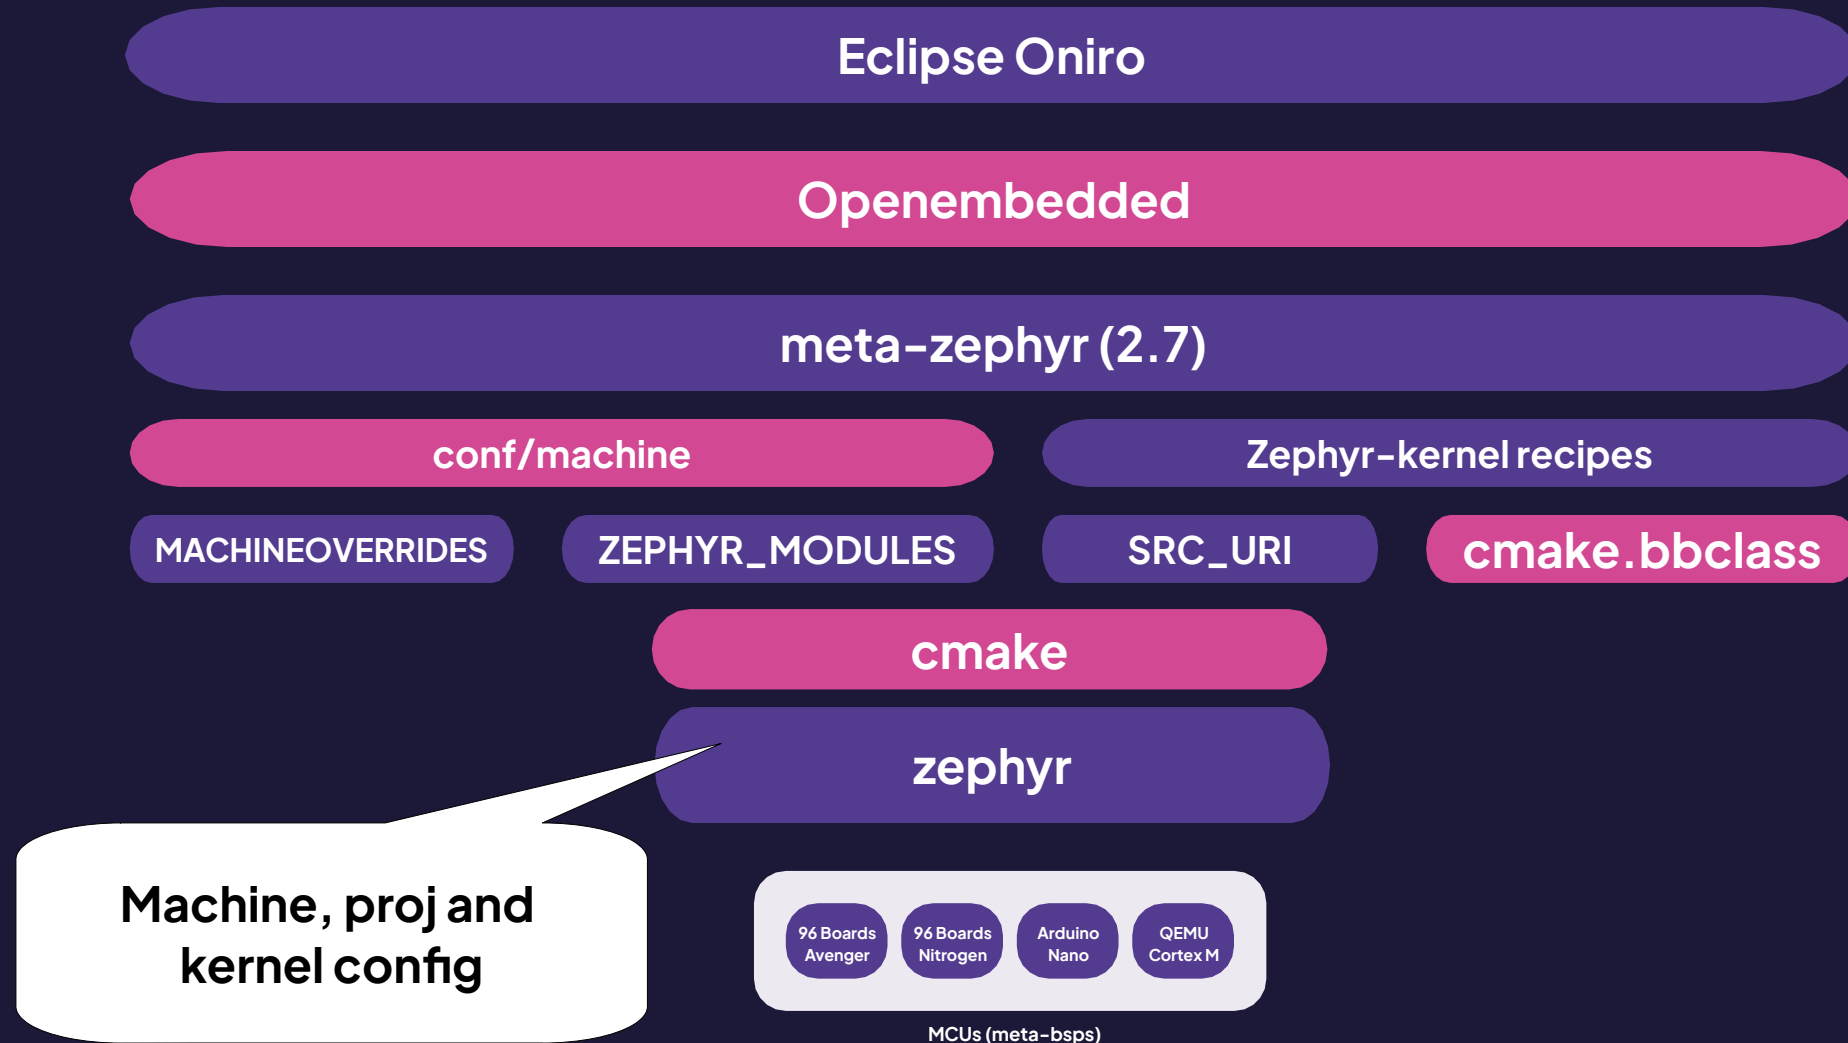 Eclipse Oniro
Openembedded
meta-zephyr (2.7)
conf/machine
Zephyr-kernel recipes
MACHINEOVERRIDES
ZEPHYR_MODULES
SRC_URI
cmake.bbclass
cmake
zephyr
Machine, proj and
kernel config
96 Boards
Avenger
96 Boards
Nitrogen
Arduino
Nano
QEMU
Cortex M
MCUs (meta-bsps)